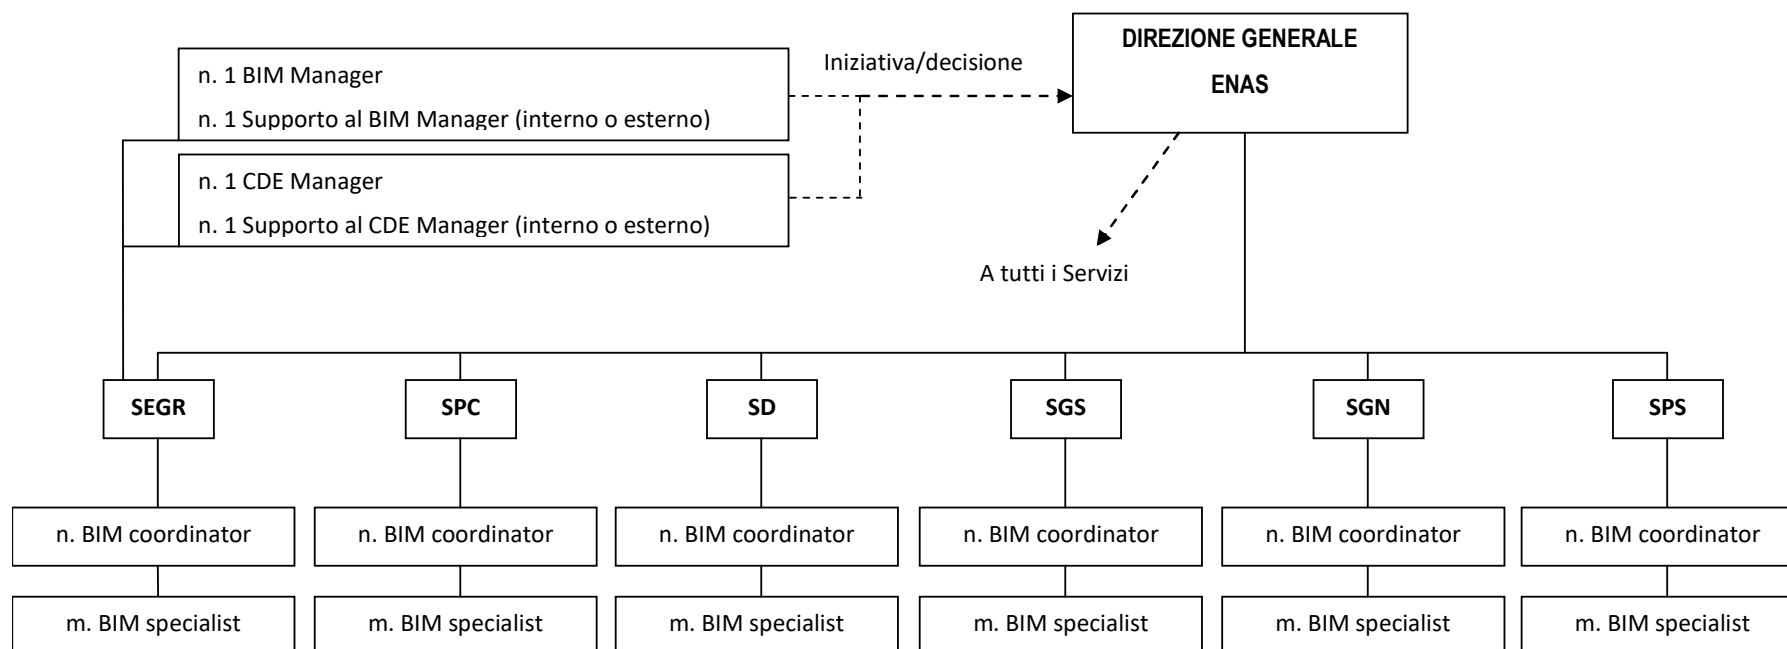 DIREZIONE GENERALE
ENAS
n. 1 BIM Manager
n. 1 Supporto al BIM Manager (interno o esterno)
Iniziativa/decisione
n. 1 CDE Manager
n. 1 Supporto al CDE Manager (interno o esterno)
A tutti i Servizi
SEGR
SPC
SD
SGS
SGN
SPS
n. BIM coordinator
n. BIM coordinator
n. BIM coordinator
n. BIM coordinator
n. BIM coordinator
n. BIM coordinator
m. BIM specialist
m. BIM specialist
m. BIM specialist
m. BIM specialist
m. BIM specialist
m. BIM specialist